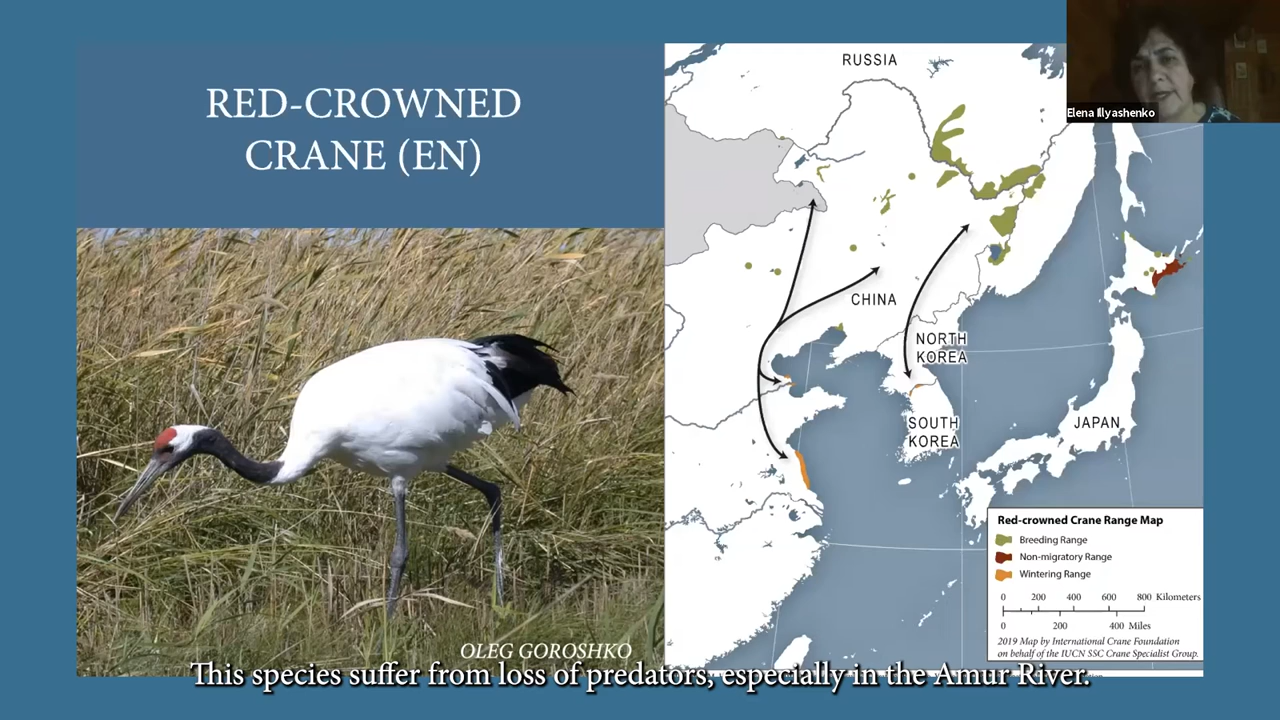 RED-CROWNED
CRANE (EN)
OLEG GOROSHKO
Elena Illyashenko
RUSSIA
CHINA
NORTH
KOREA
SOUTH
KOREA
JAPAN
Red-crowned Crane Range Map
Breeding Range
Non-migratory Range
Wintering Range
0 200 400 600 800 Kilometers
0 200 400 Miles
2019 Map by International Crane Foundation
on behalf of the IUCN SSC Crane Specialist Group.
This species suffer from loss of predators, especially in the Amur River.